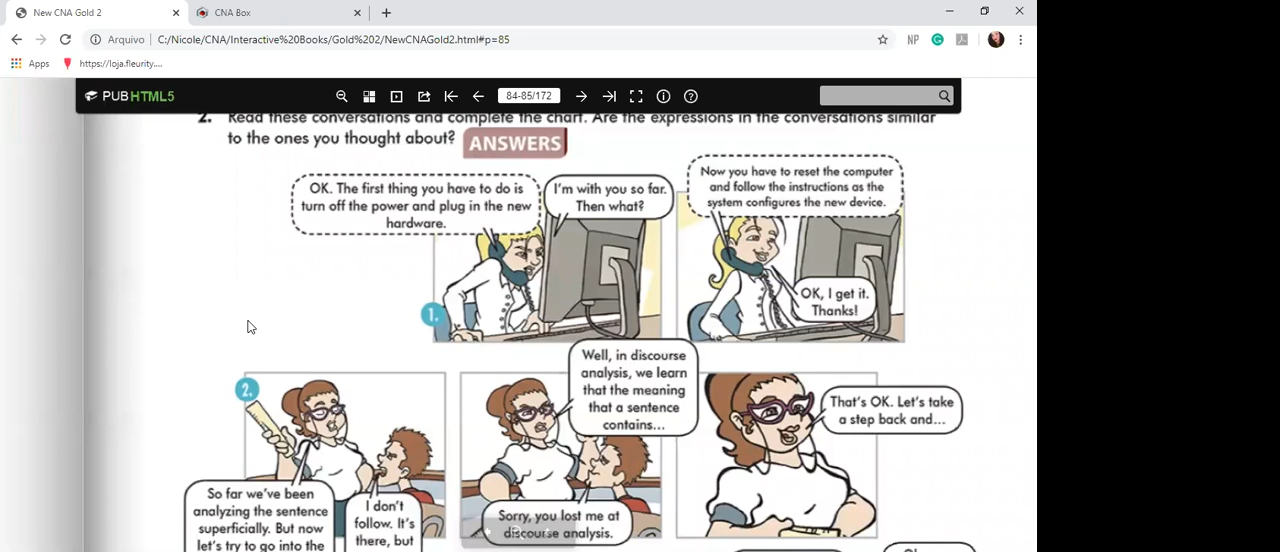 New CNA Gold 2
CNA Box
Arquivo C:/Nicole/CNA/Interactive%20Books/Gold%202/NewCNAGold2.html#p=85
NP
Apps https://loja.fleurity....
PUBHTML5
84-85/172
2. Read these conversations and complete the chart. Are the expressions in the conversations similar
to the ones you thought about?
ANSWERS
OK. The first thing you have to do is
turn off the power and plug in the new
hardware.
I'm with you so far.
Then what?
Now you have to reset the computer
and follow the instructions as the
system configures the new device.
1.
OK, I get it.
Thanks!
2.
Well, in discourse
analysis, we learn
that the meaning
that a sentence
contains...
That's OK. Let's take
a step back and...
So far we've been
analyzing the sentence
superficially. But now
let's try to go into the
I don't
follow. It's
there, but
Sorry, you lost me at
discourse analysis.